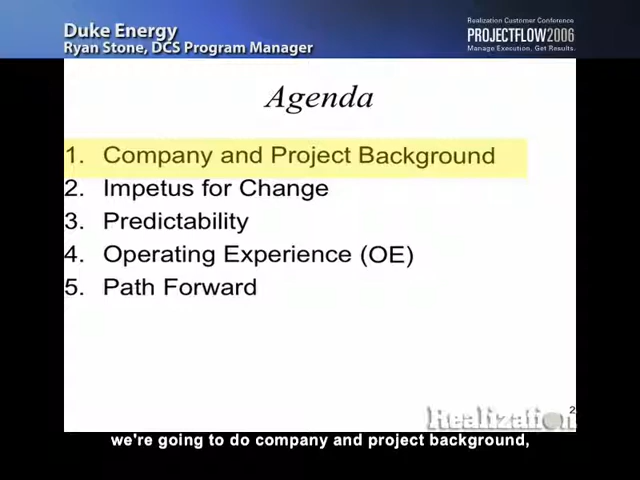 Duke Energy
Ryan Stone, DCS Program Manager
Realization Customer Conference
PROJECTFLOW2006
Manage Execution, Get Results.
Agenda
1. Company and Project Background
2. Impetus for Change
3. Predictability
4. Operating Experience (OE)
5. Path Forward
2
Realization
we're going to do company and project background,